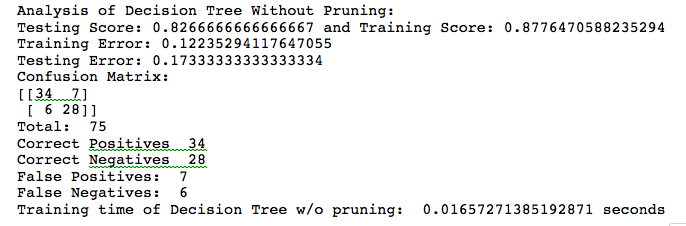 Analysis of Decision Tree Without Pruning:
Testing Score: 0.8266666666666667 and Training Score: 0.8776470588235294
Training Error: 0.12235294117647055
Testing Error: 0.17333333333333334
Confusion Matrix:
[[34  7]
 [ 6 28]]
Total:  75
Correct Positives  34
Correct Negatives  28
False Positives:  7
False Negatives:  6
Training time of Decision Tree w/o pruning:  0.01657271385192871 seconds